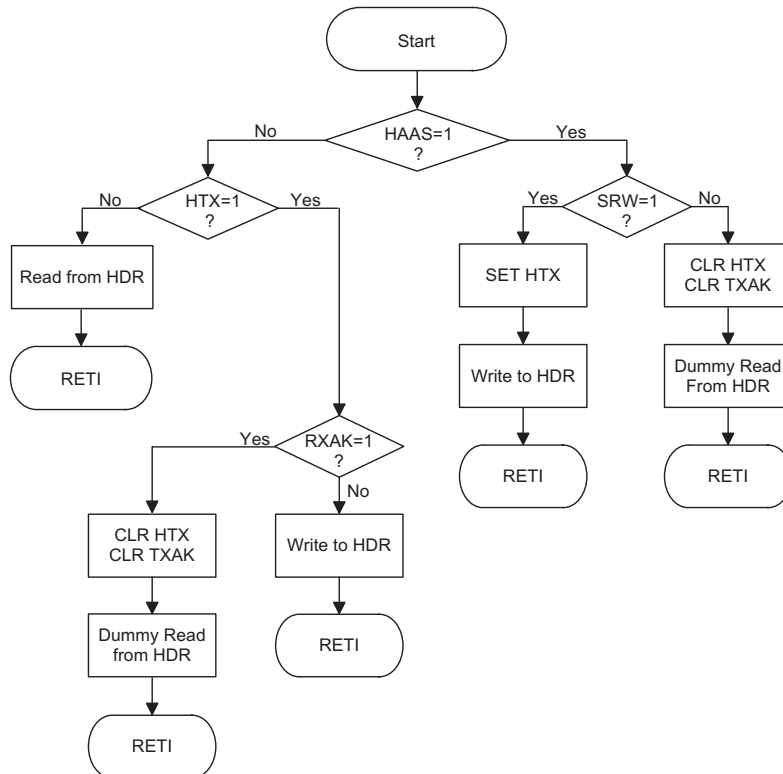 Start
HAAS=1
?
No
Yes
HTX=1
?
No
Yes
SRW=1
?
Yes
No
Read from HDR
SET HTX
CLR HTX
CLR TXAK
RETI
Write to HDR
Dummy Read
From HDR
RXAK=1
?
Yes
No
RETI
RETI
CLR HTX
CLR TXAK
Write to HDR
Dummy Read
from HDR
RETI
RETI